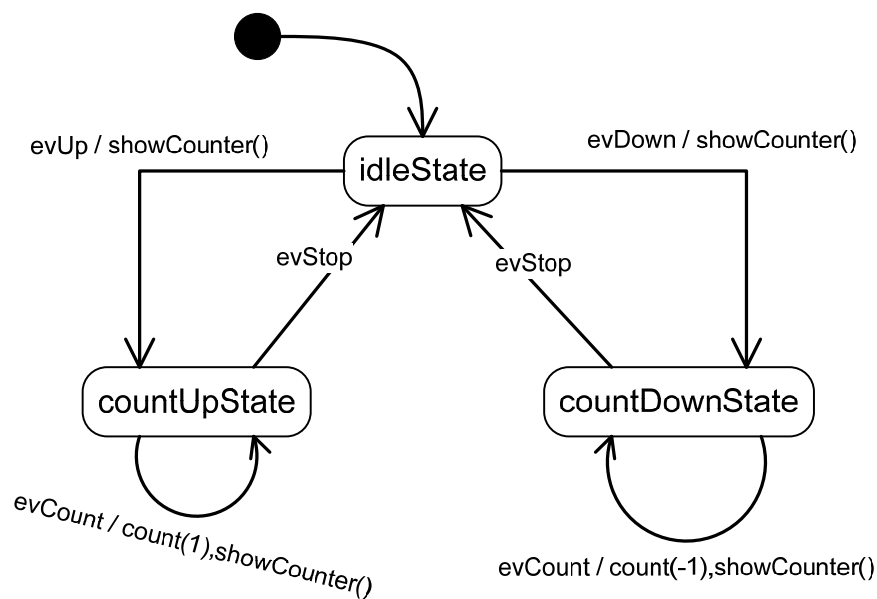 evUp / showCounter()
evDown / showCounter()
idleState
evStop
evStop
countUpState
countDownState
evCount / count(1),showCounter()
evCount / count(-1),showCounter()